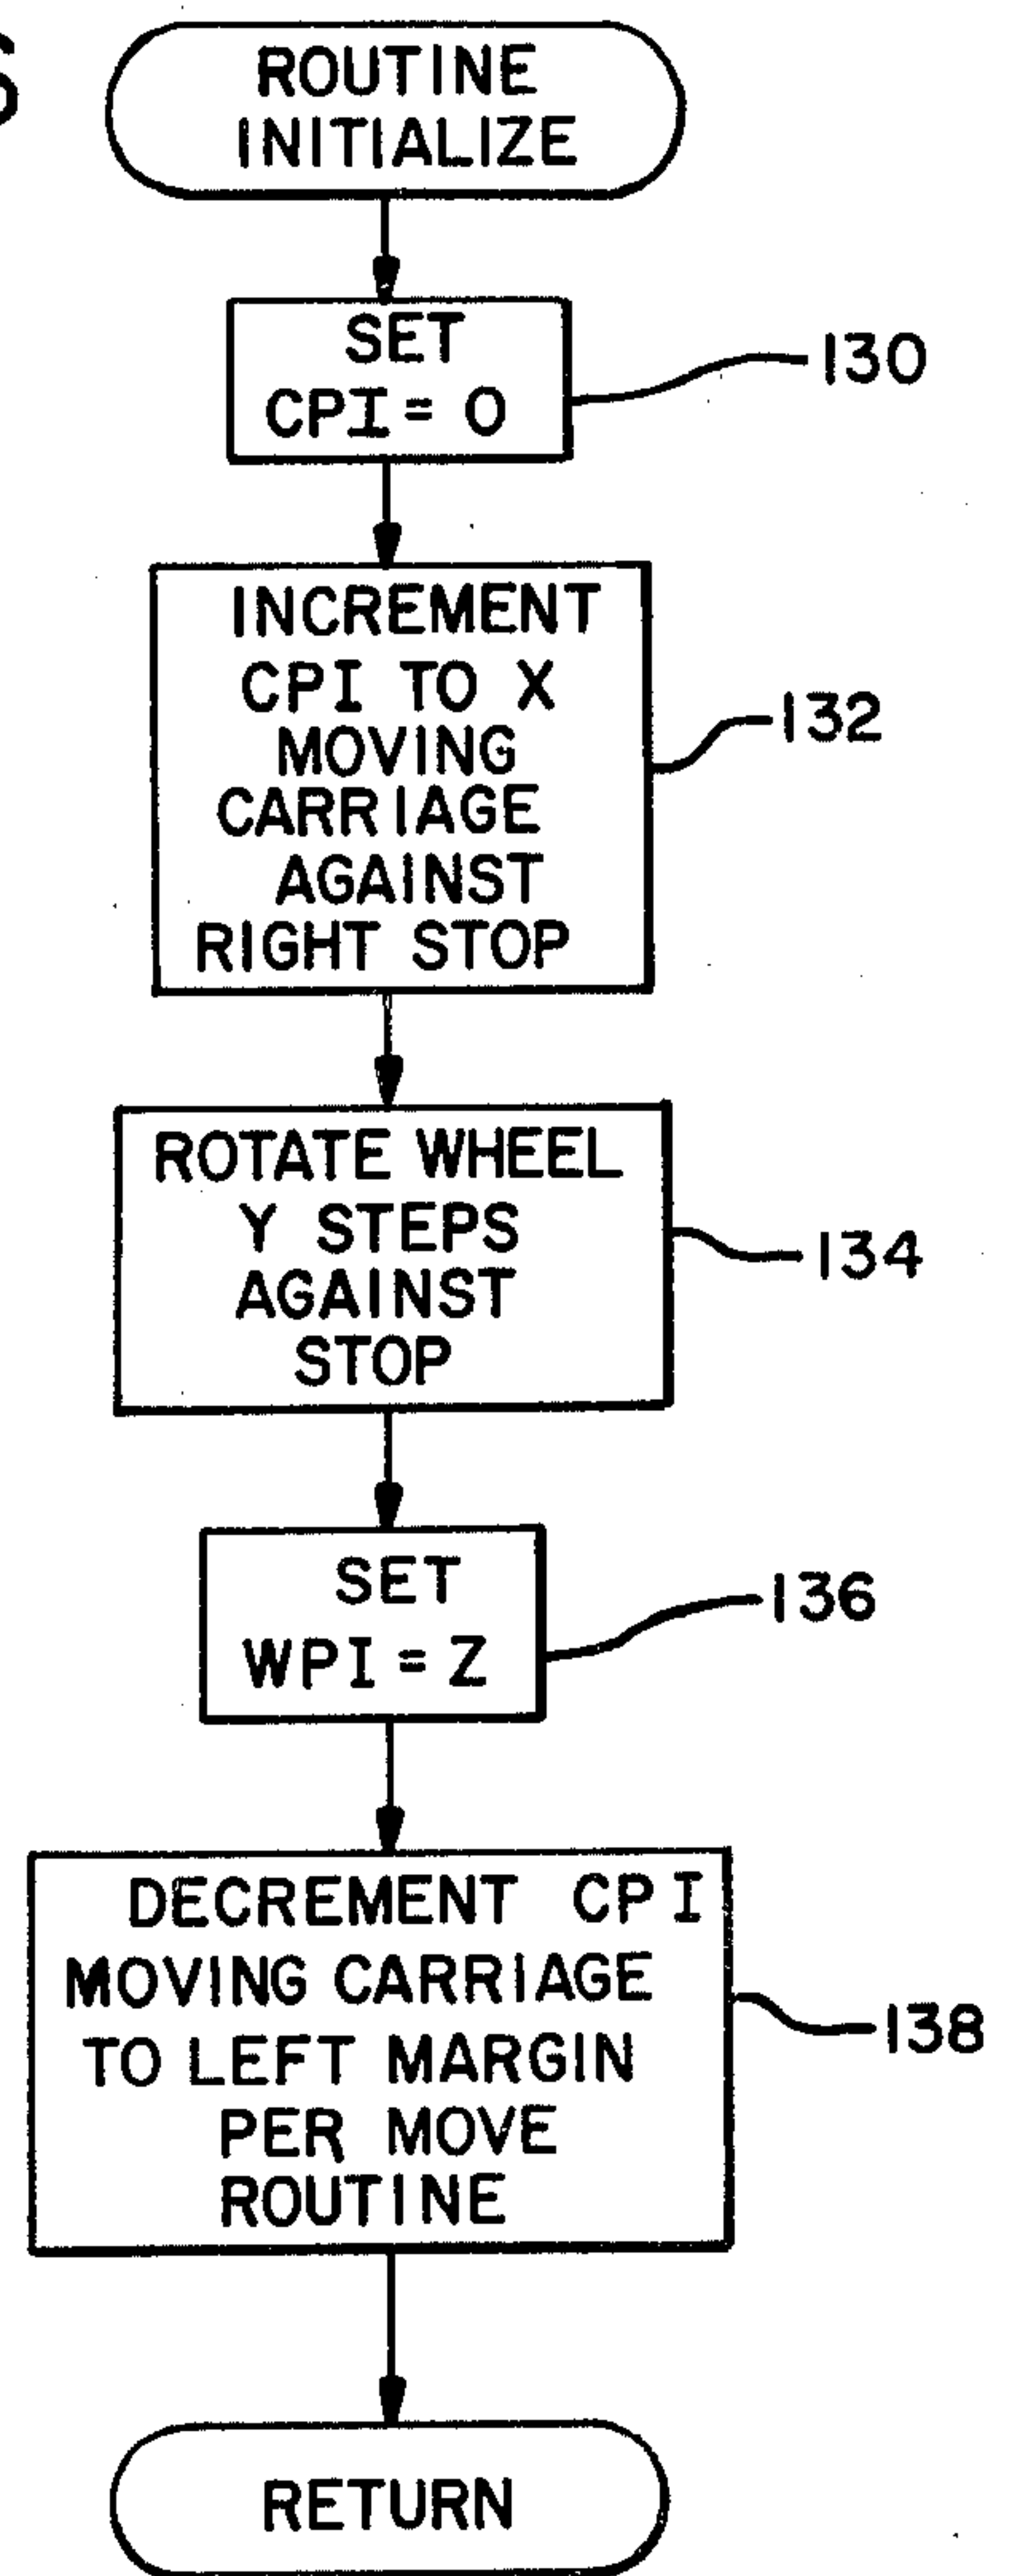 ROUTINE
INITIALIZE
SET
CPI = 0
130
INCREMENT
CPI TO X
MOVING
CARRIAGE
AGAINST
RIGHT STOP
132
ROTATE WHEEL
Y STEPS
AGAINST
STOP
134
SET
WPI = Z
136
DECREMENT CPI
MOVING CARRIAGE
TO LEFT MARGIN
PER MOVE
ROUTINE
138
RETURN